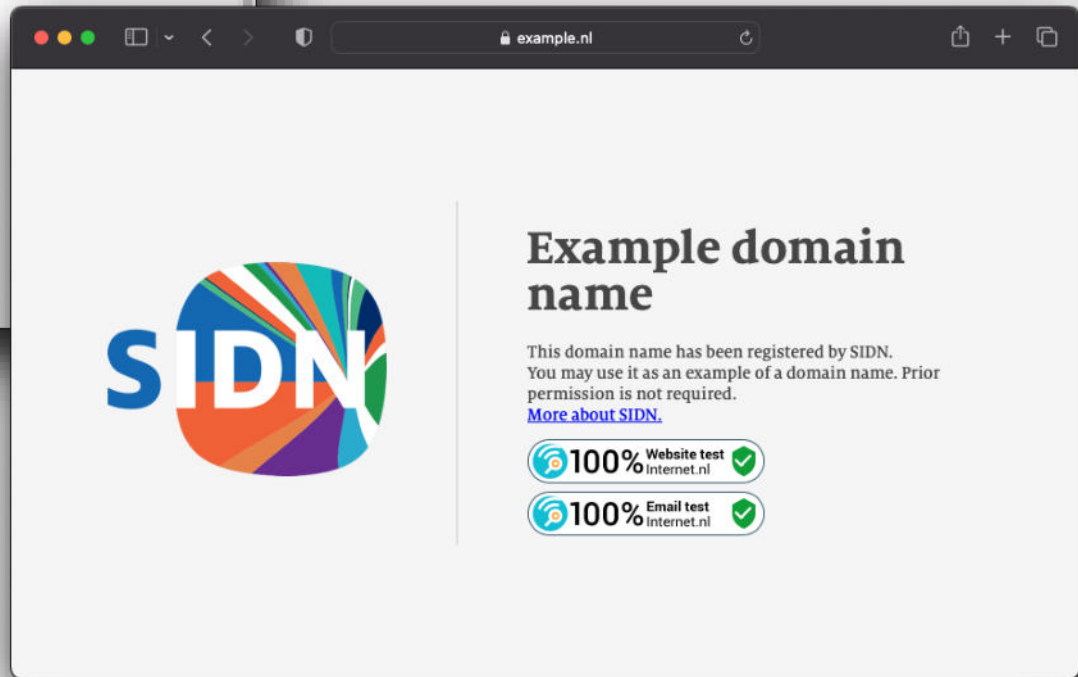 example.nl
SIDN
Example domain
name
This domain name has been registered by SIDN.
You may use it as an example of a domain name. Prior
permission is not required.
More about SIDN.
100% Website test
Internet.nl
100% Email test
Internet.nl